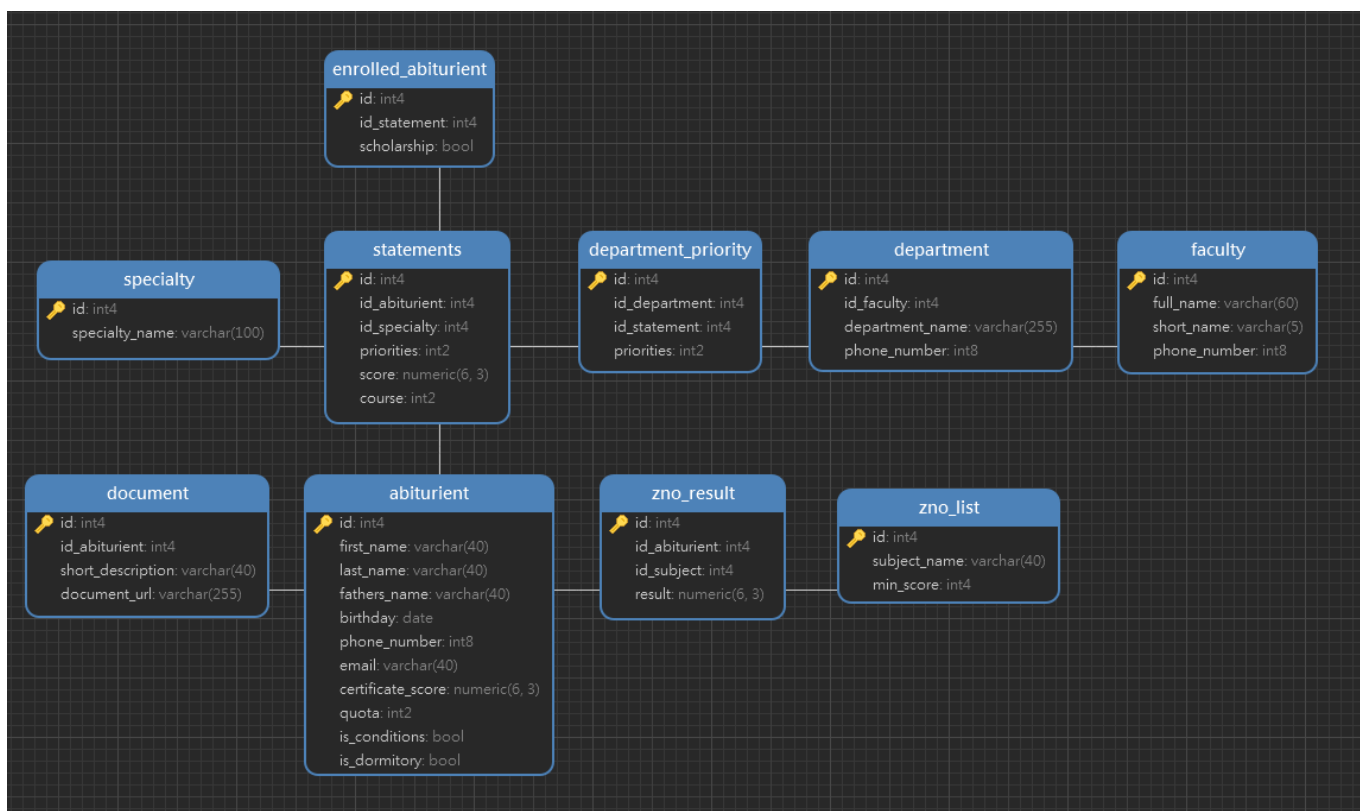 enrolled_abiturient
id: int4
id_statement: int4
scholarship: bool
specialty
id: int4
specialty_name: varchar(100)
statements
id: int4
id_abiturient: int4
id_specialty: int4
priorities: int2
score: numeric(6, 3)
course: int2
department_priority
id: int4
id_department: int4
id_statement: int4
priorities: int2
department
id: int4
id_faculty: int4
department_name: varchar(255)
phone_number: int8
faculty
id: int4
full_name: varchar(60)
short_name: varchar(5)
phone_number: int8
document
id: int4
id_abiturient: int4
short_description: varchar(40)
document_url: varchar(255)
abiturient
id: int4
first_name: varchar(40)
last_name: varchar(40)
fathers_name: varchar(40)
birthday: date
phone_number: int8
email: varchar(40)
certificate_score: numeric(6, 3)
quota: int2
is_conditions: bool
is_dormitory: bool
zno_result
id: int4
id_abiturient: int4
id_subject: int4
result: numeric(6, 3)
zno_list
id: int4
subject_name: varchar(40)
min_score: int4